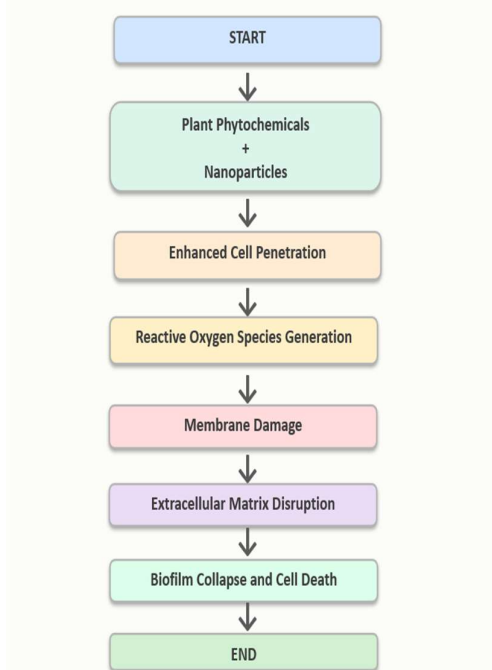 START
Plant Phytochemicals
+
Nanoparticles
Enhanced Cell Penetration
Reactive Oxygen Species Generation
Membrane Damage
Extracellular Matrix Disruption
Biofilm Collapse and Cell Death
END